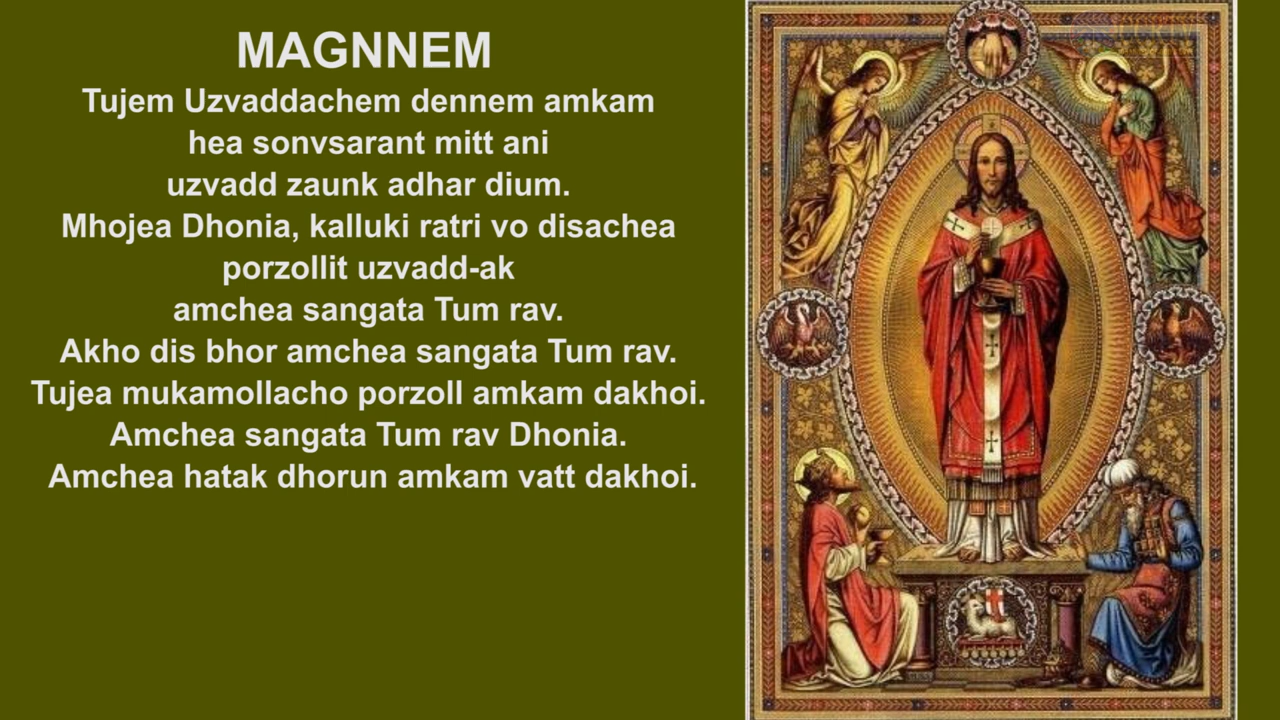 MAGNNEM
Tujem Uzvaddachem dennem amkam
hea sonvsarant mitt ani
uzvadd zaunk adhar dium.
Mhojea Dhonia, kalluki ratri vo disachea
porzollit uzvadd-ak
amchea sangata Tum rav.
Akho dis bhor amchea sangata Tum rav.
Tujea mukamollacho porzoll amkam dakhoi.
Amchea sangata Tum rav Dhonia.
Amchea hatak dhorun amkam vatt dakhoi.